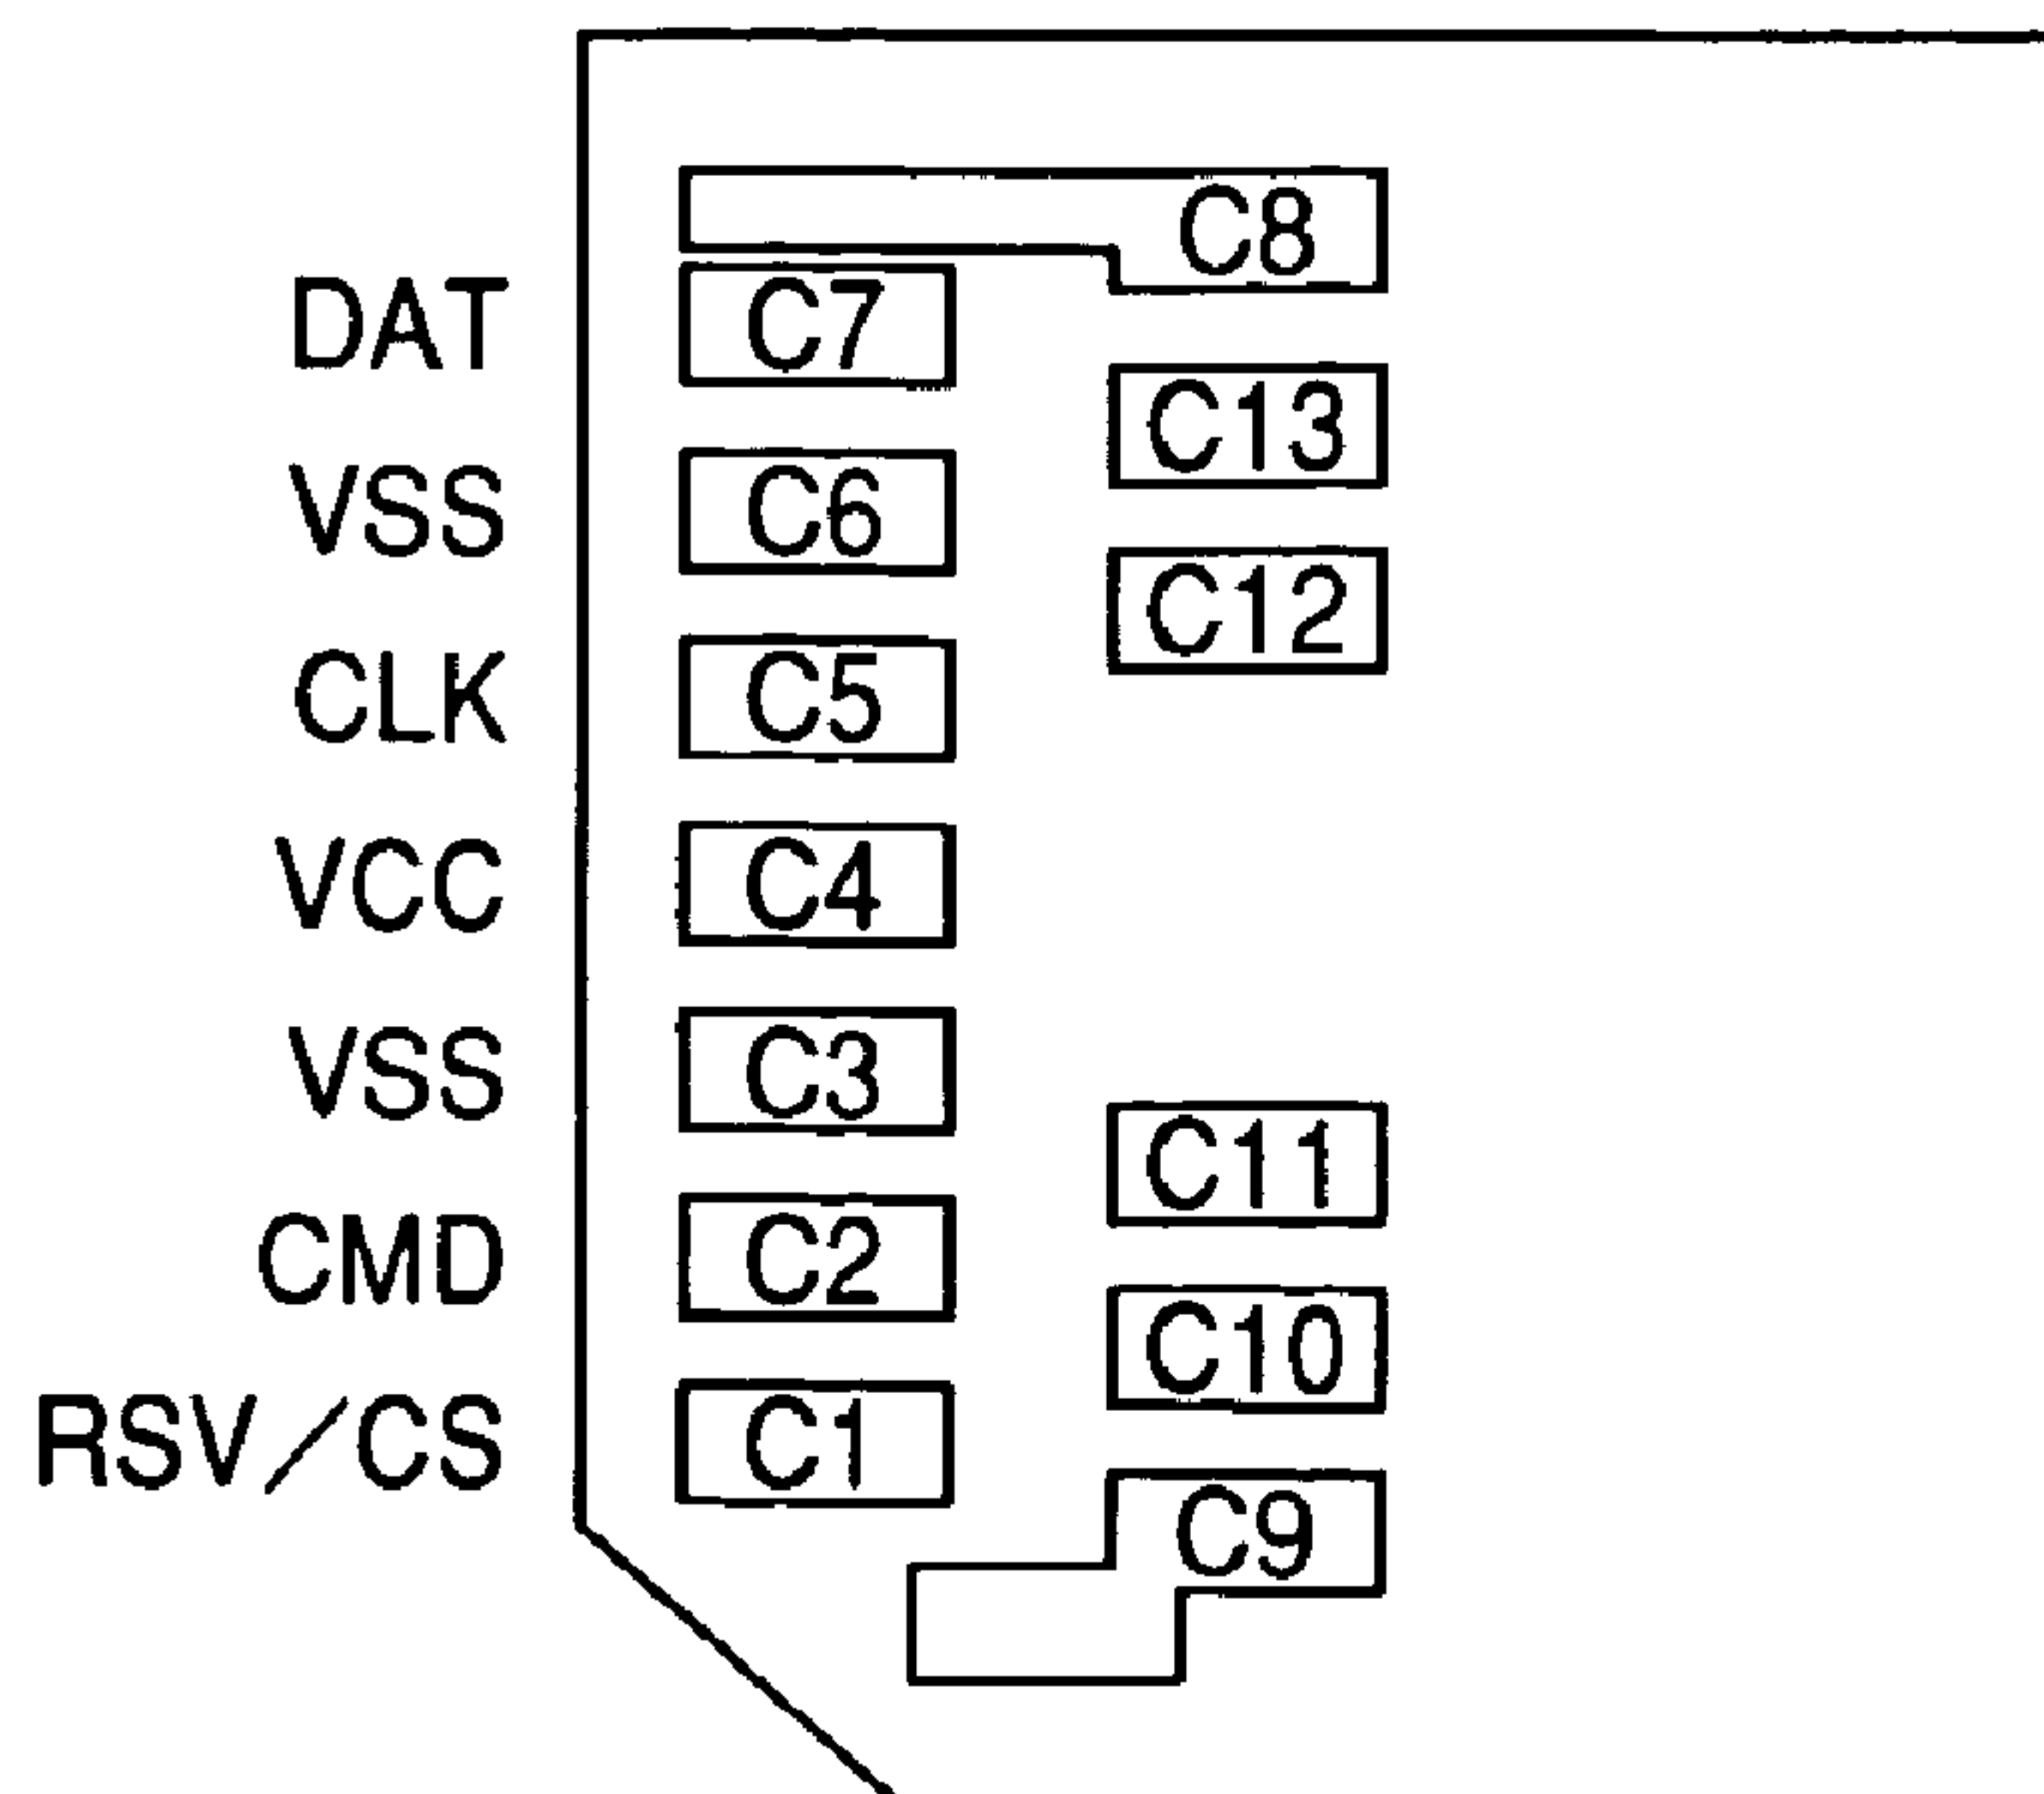 C8
DAT C7
C13
VSS C6
C12
CLK C5
VCC C4
VSS C3
C11
CMD C2
C10
RSV/CS C1
C9